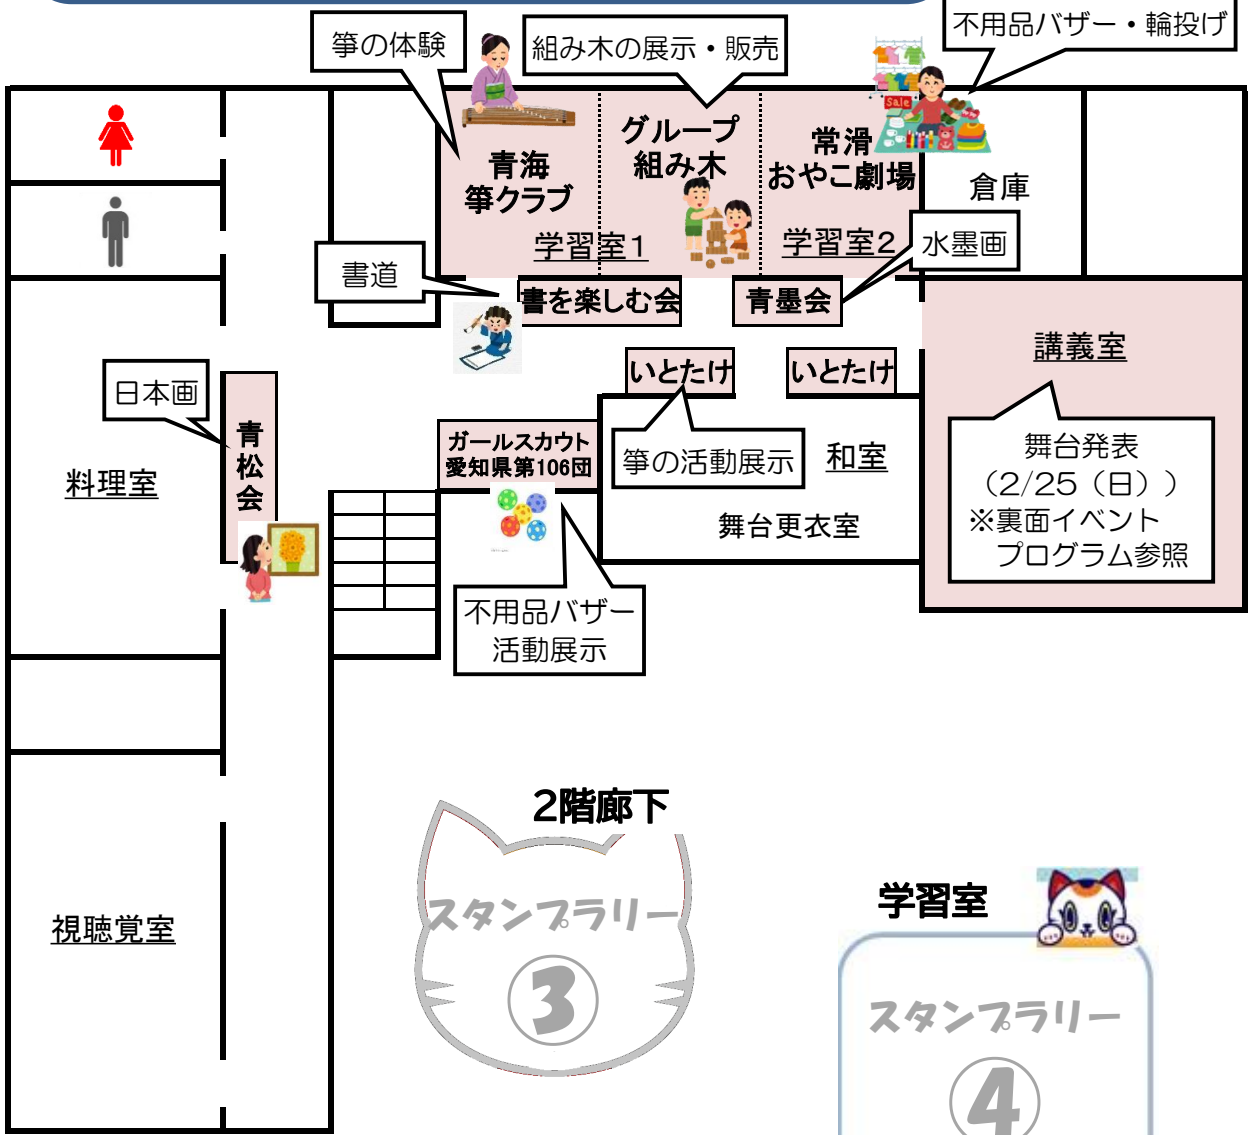 箏の体験
組み木の展示・販売
不用品バザー・輪投げ
sale
青海
箏クラブ
グループ
組み木
常滑
おやこ劇場
倉庫
学習室1
学習室2
水墨画
書道
書を楽しむ会
青墨会
講義室
日本画
青松会
いとたけ
いとたけ
ガールスカウト
愛知県第106団
箏の活動展示
和室
舞台更衣室
舞台発表
(2/25(日))
※裏面イベント
プログラム参照
料理室
不用品バザー
活動展示
2階廊下
スタンプラリー
③
視聴覚室
学習室
スタンプラリー
④